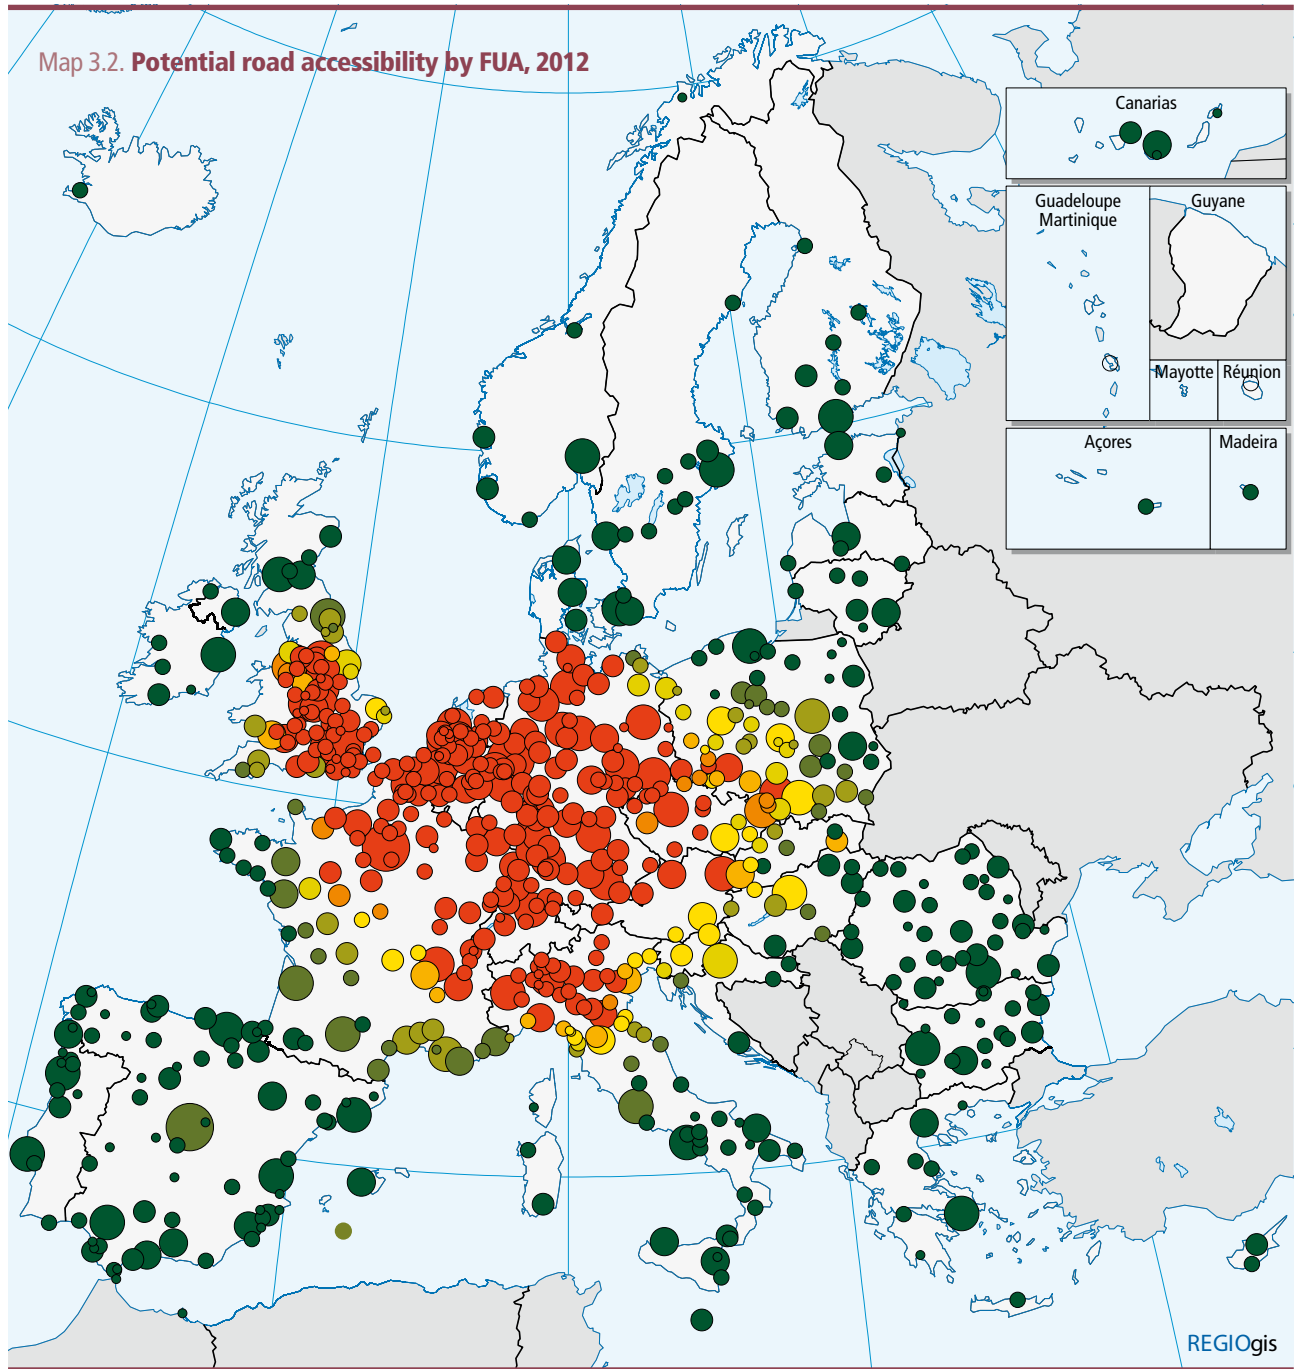 Map 3.2. Potential road accessibility by FUA, 2012
Canarias
Guadeloupe
Martinique
Guyane
Mayotte
Réunion
Açores
Madeira
REGIOgis